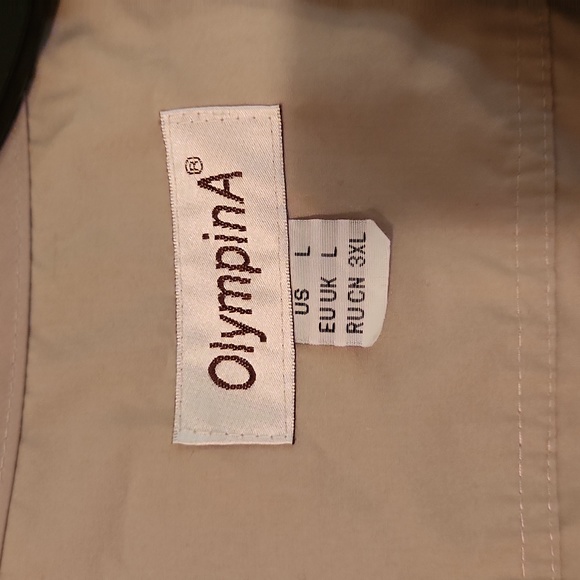 OlympinA®
US L
EU UK L
RU CN 3XL